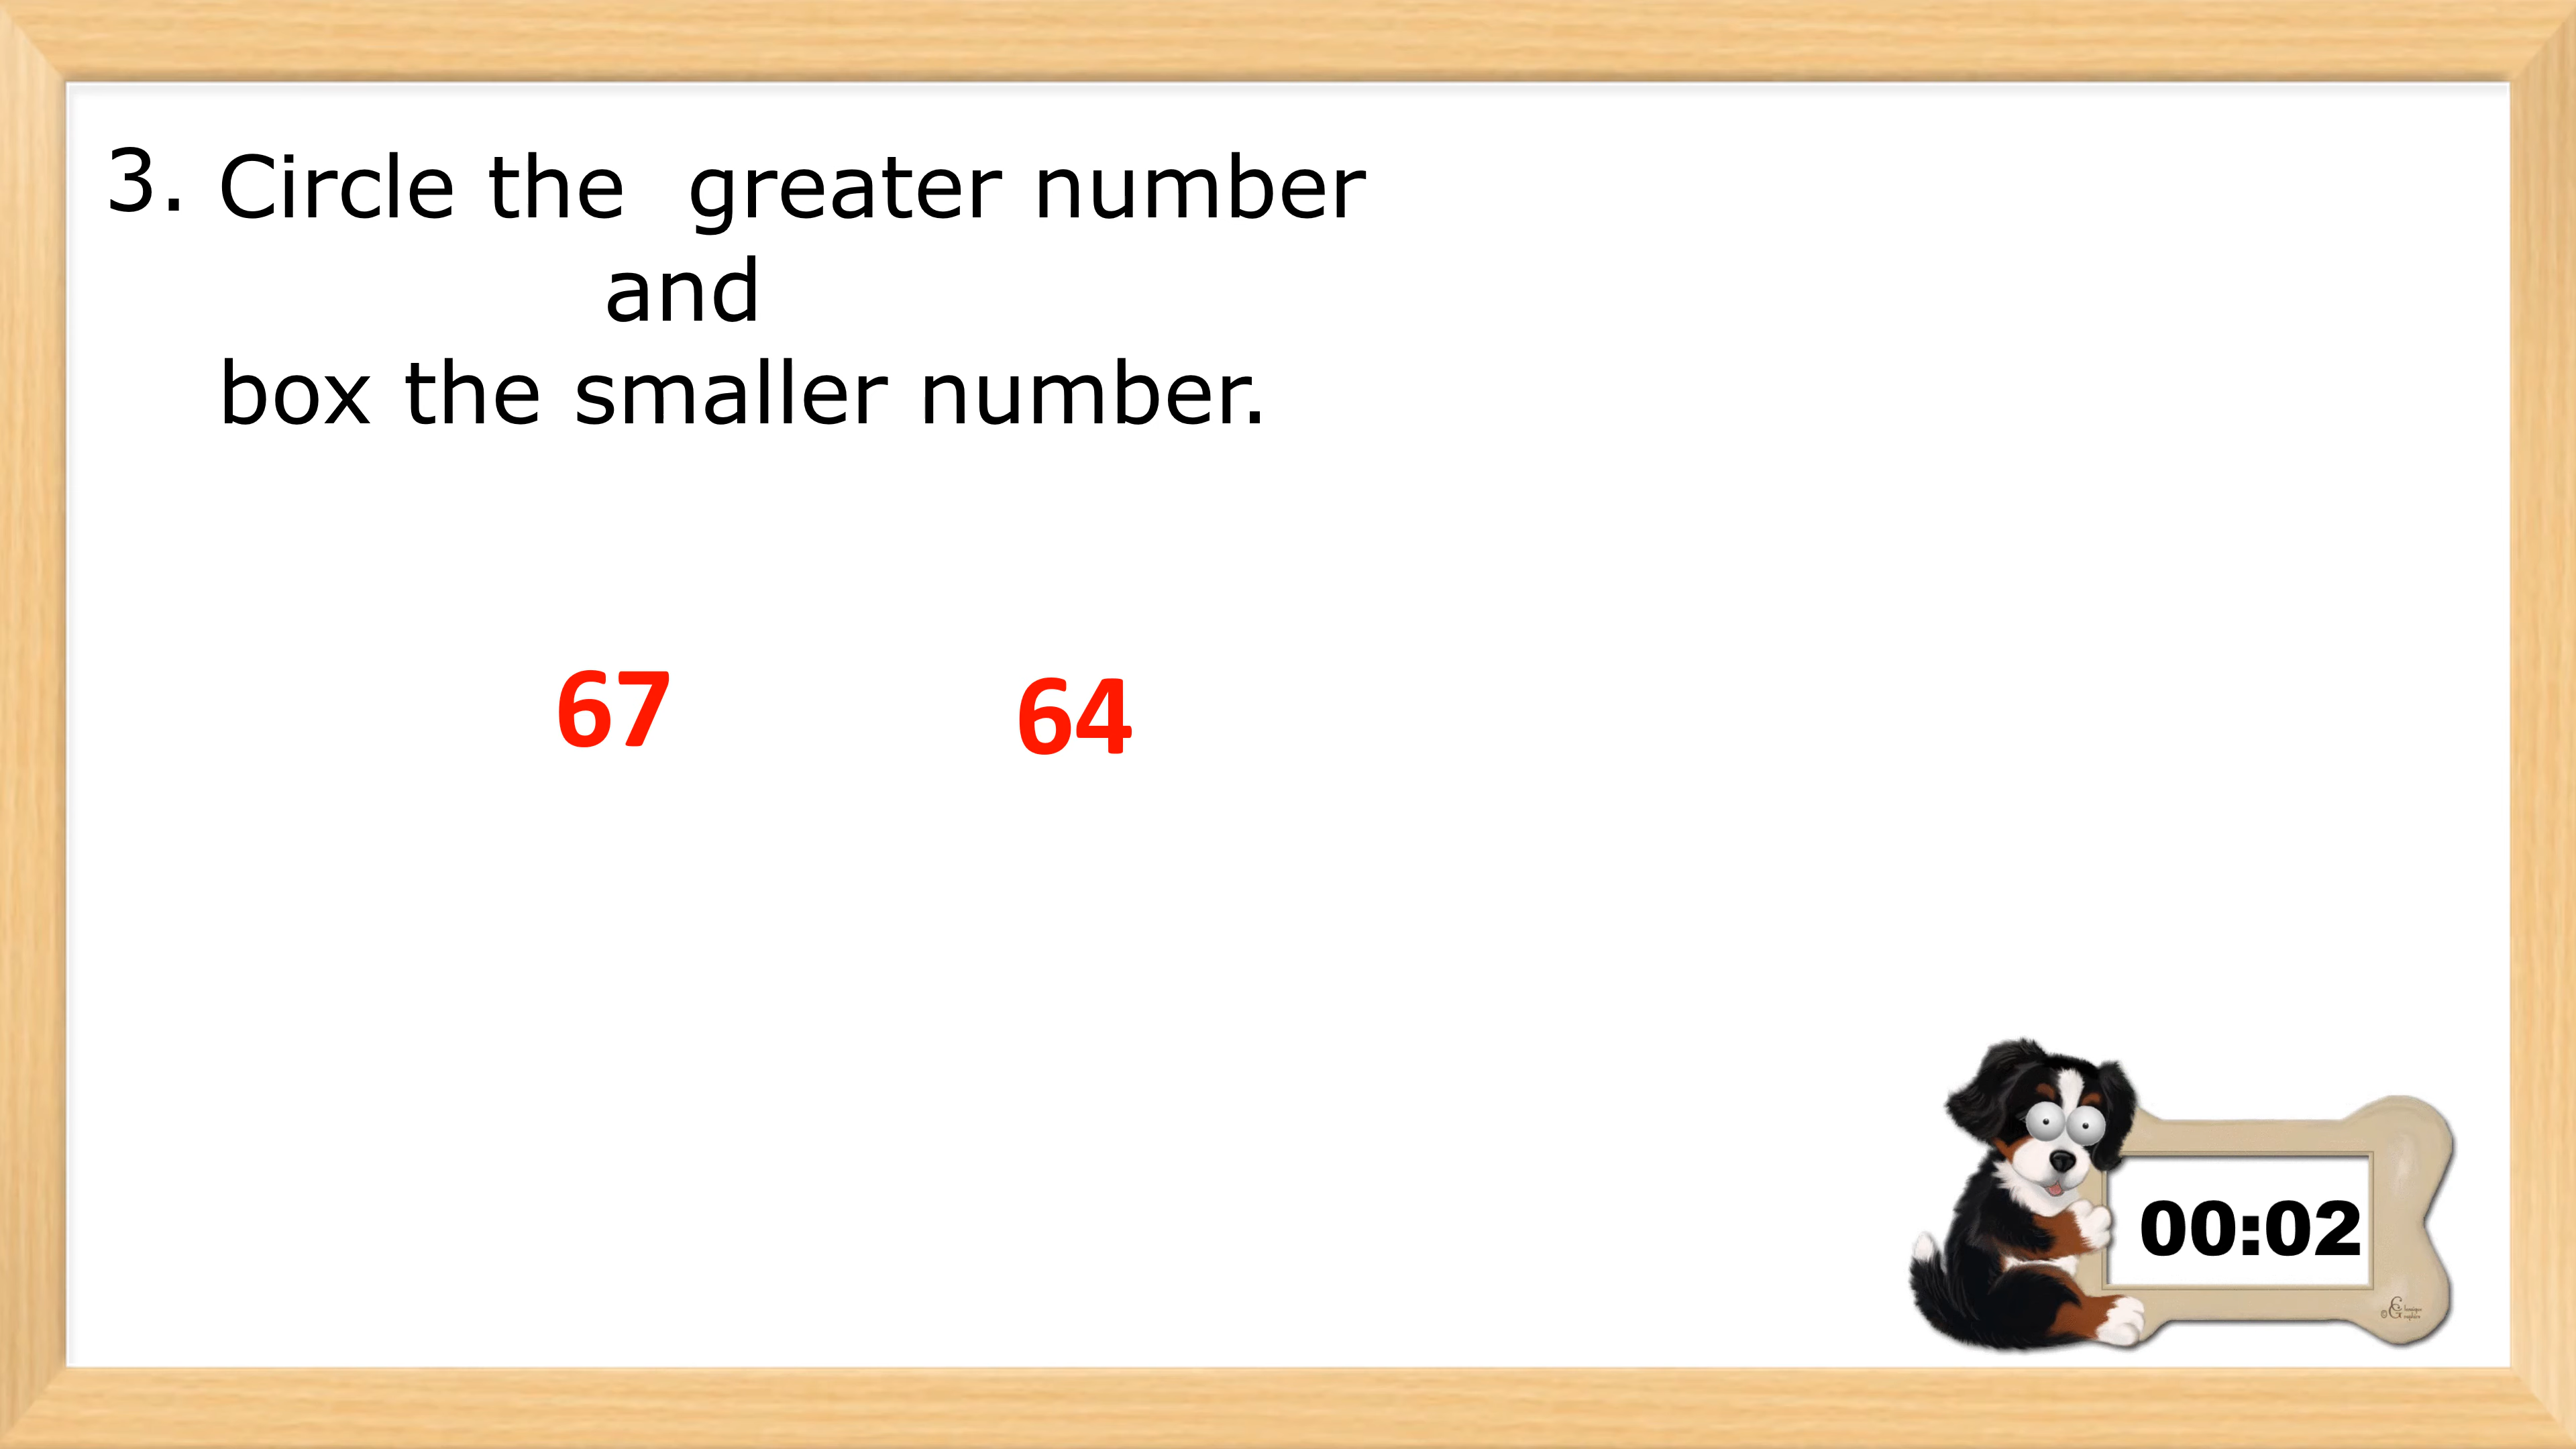 3. Circle the  greater number
and
box the smaller number.
67 64
00:02